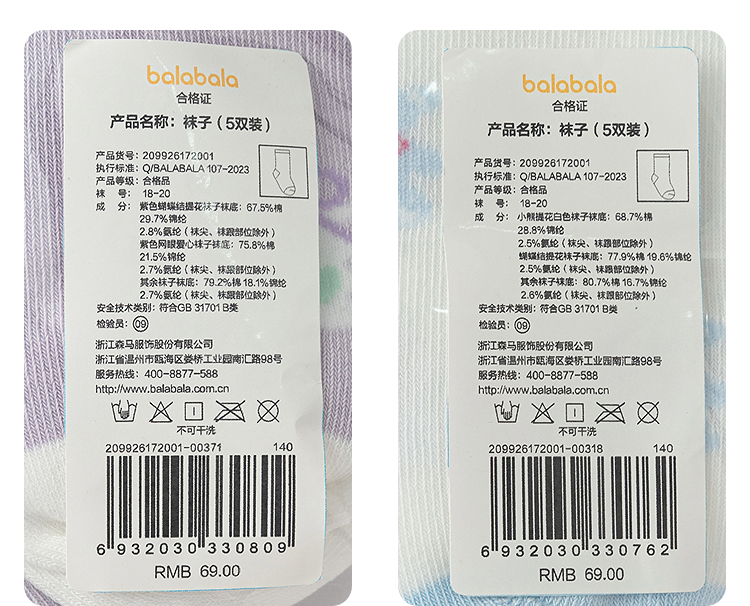 balabala
合格证
产品名称：袜子（5双装）
产品货号：209926172001
执行标准：Q/BALABALA 107-2023
产品等级：合格品
袜　号：18-20
成　分：紫色蝴蝶结提花袜子袜底：67.5%棉
29.7%锦纶
2.8%氨纶（袜尖、袜跟部位除外）
紫色网眼爱心袜子袜底：75.8%棉
21.5%锦纶
2.7%氨纶（袜尖、袜跟部位除外）
其余袜子袜底：79.2%棉 18.1%锦纶
2.7%氨纶（袜尖、袜跟部位除外）
安全技术类别：符合GB 31701 B类
检验员：09
浙江森马服饰股份有限公司
浙江省温州市瓯海区娄桥工业园南汇路98号
服务热线：400-8877-588
http://www.balabala.com.cn
不可干洗
209926172001-00371 140
6 932030 330809
RMB 69.00
balabala
合格证
产品名称：袜子（5双装）
产品货号：209926172001
执行标准：Q/BALABALA 107-2023
产品等级：合格品
袜　号：18-20
成　分：小熊提花白色袜子袜底：68.7%棉
28.8%锦纶
2.5%氨纶（袜尖、袜跟部位除外）
蝴蝶结提花袜子袜底：77.9%棉 19.6%锦纶
2.5%氨纶（袜尖、袜跟部位除外）
其余袜子袜底：80.7%棉 16.7%锦纶
2.6%氨纶（袜尖、袜跟部位除外）
安全技术类别：符合GB 31701 B类
检验员：09
浙江森马服饰股份有限公司
浙江省温州市瓯海区娄桥工业园南汇路98号
服务热线：400-8877-588
http://www.balabala.com.cn
不可干洗
209926172001-00318 140
6 932030 330762
RMB 69.00